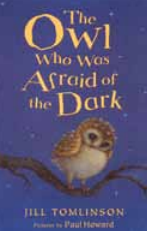 The
Owl
Who Was
Afraid of
the Dark
JILL TOMLINSON
Pictures by Paul Howard